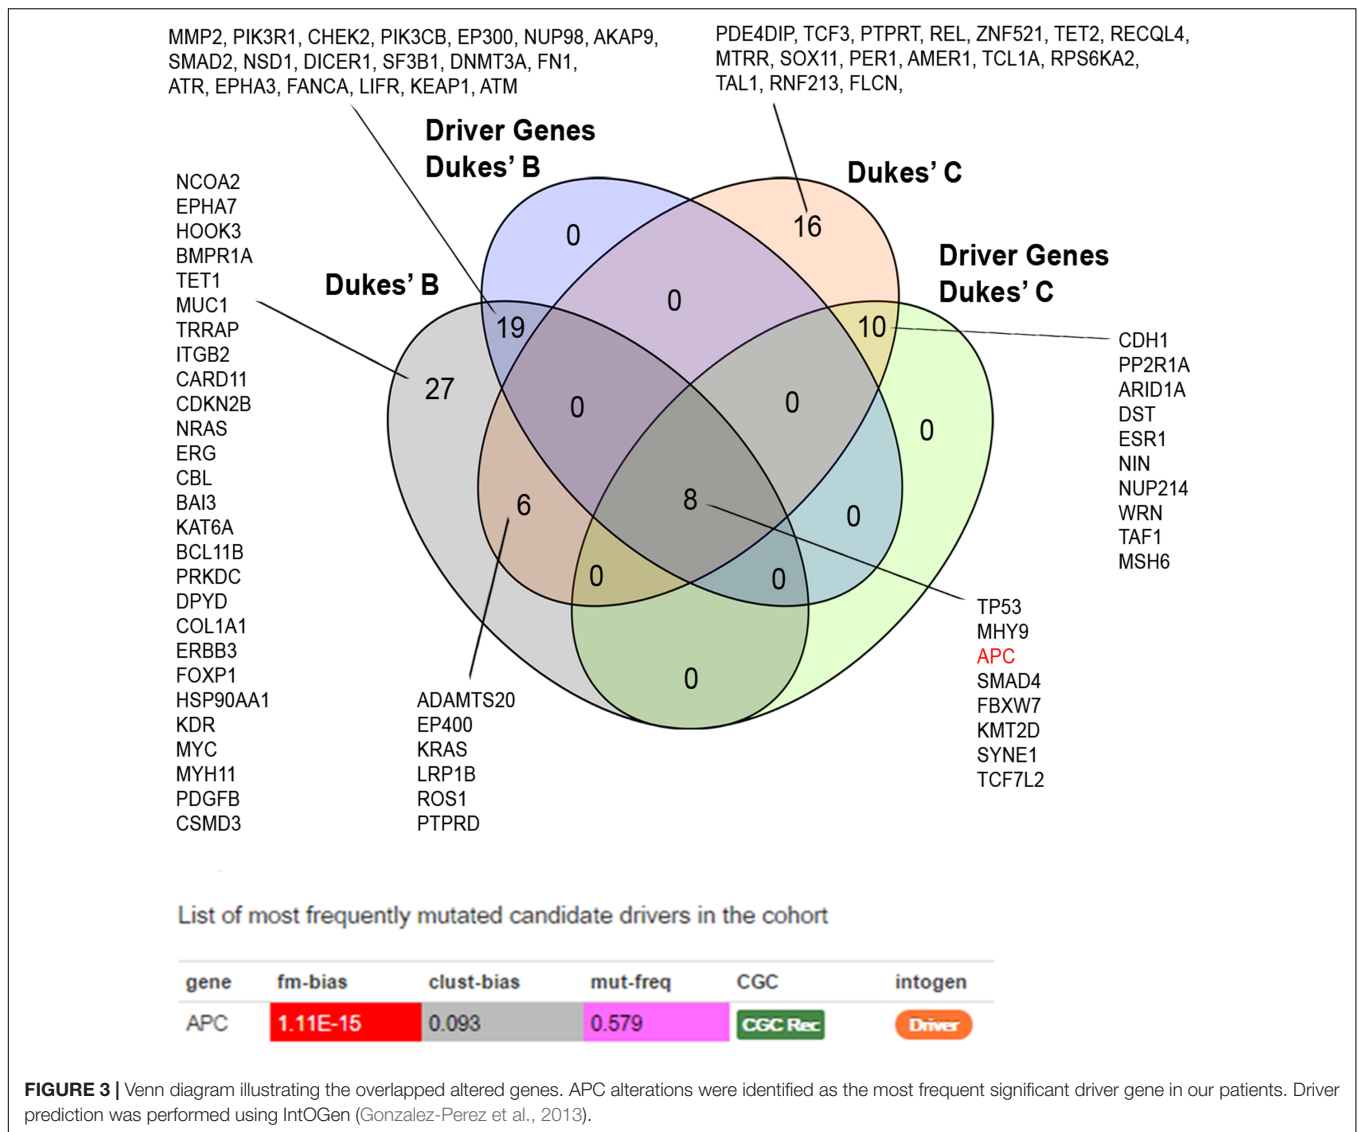 MMP2, PIK3R1, CHEK2, PIK3CB, EP300, NUP98, AKAP9,
SMAD2, NSD1, DICER1, SF3B1, DNMT3A, FN1,
ATR, EPHA3, FANCA, LIFR, KEAP1, ATM
PDE4DIP, TCF3, PTPRT, REL, ZNF521, TET2, RECQL4,
MTRR, SOX11, PER1, AMER1, TCL1A, RPS6KA2,
TAL1, RNF213, FLCN,
Driver Genes
Dukes' B
Dukes' C
Driver Genes
Dukes' C
Dukes' B
NCOA2
EPHA7
HOOK3
BMPR1A
TET1
MUC1
TRRAP
ITGB2
CARD11
CDKN2B
NRAS
ERG
CBL
BAI3
KAT6A
BCL11B
PRKDC
DPYD
COL1A1
ERBB3
FOXP1
HSP90AA1
KDR
MYC
MYH11
PDGFB
CSMD3
0
16
0
19
10
27
0
0
0
6
8
0
0
0
0
CDH1
PP2R1A
ARID1A
DST
ESR1
NIN
NUP214
WRN
TAF1
MSH6
TP53
MHY9
APC
SMAD4
FBXW7
KMT2D
SYNE1
TCF7L2
ADAMTS20
EP400
KRAS
LRP1B
ROS1
PTPRD
List of most frequently mutated candidate drivers in the cohort
gene fm-bias clust-bias mut-freq CGC intogen
APC 1.11E-15 0.093 0.579 CGC Rec Driver
FIGURE 3 | Venn diagram illustrating the overlapped altered genes. APC alterations were identified as the most frequent significant driver gene in our patients. Driver
prediction was performed using IntOGen (Gonzalez-Perez et al., 2013).